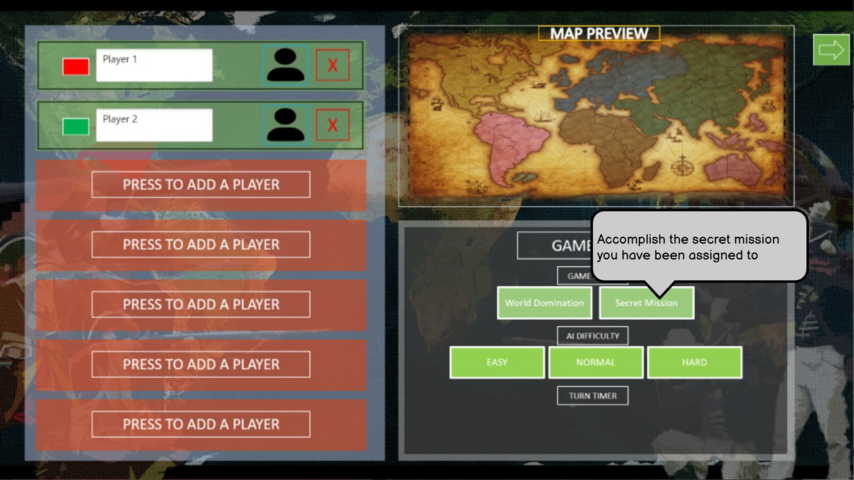 Player 1
X
Player 2
X
PRESS TO ADD A PLAYER
PRESS TO ADD A PLAYER
PRESS TO ADD A PLAYER
PRESS TO ADD A PLAYER
PRESS TO ADD A PLAYER
MAP PREVIEW
Accomplish the secret mission
you have been assigned to
GAME
GAME
World Domination
Secret Mission
AI DIFFICULTY
EASY
NORMAL
HARD
TURN TIMER